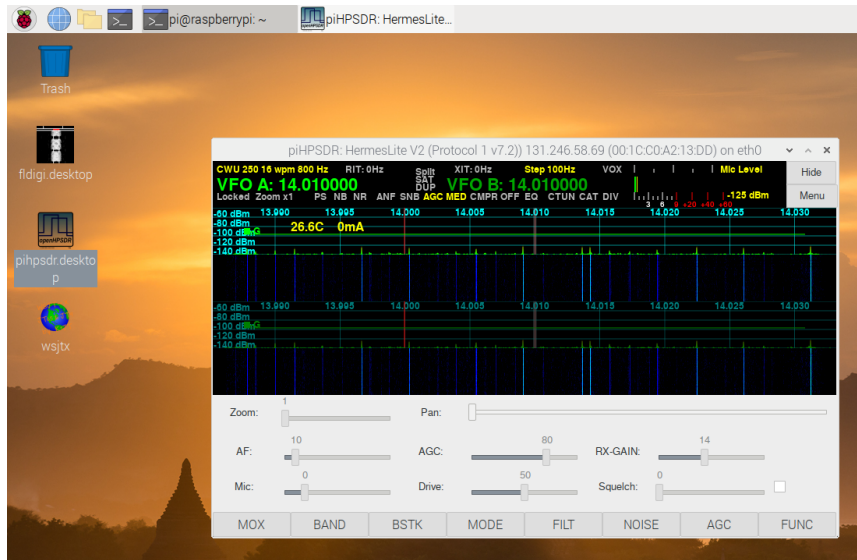 pi@raspberrypi: ~
piHPSDR: HermesLite…
Trash
fldigi.desktop
openHPSDR
pihpsdr.deskto
p
wsjtx
piHPSDR: HermesLite V2 (Protocol 1 v7.2)) 131.246.58.69 (00:1C:C0:A2:13:DD) on eth0
CWU 250 16 wpm 800 Hz RIT: 0Hz Split XIT: 0Hz Step 100Hz VOX Mic Level Hide
VFO A: 14.010000 SAT VFO B: 14.010000
DUP -125 dBm Menu
Locked Zoom x1 PS NB NR ANF SNB AGC MED CMPR OFF EQ CTUN CAT DIV
3 6 9 +20 +40 +60
-60 dBm 13.990 13.995 14.000 14.005 14.010 14.015 14.020 14.025 14.030
-80 dBm
26.6C 0mA
-100 dBm G
-120 dBm
-140 dBm
-60 dBm 13.990 13.995 14.000 14.005 14.010 14.015 14.020 14.025 14.030
-80 dBm
-100 dBm G
-120 dBm
-140 dBm
1
Zoom: Pan:
10 80 14
AF: AGC: RX-GAIN:
0 50 0
Mic: Drive: Squelch:
MOX BAND BSTK MODE FILT NOISE AGC FUNC